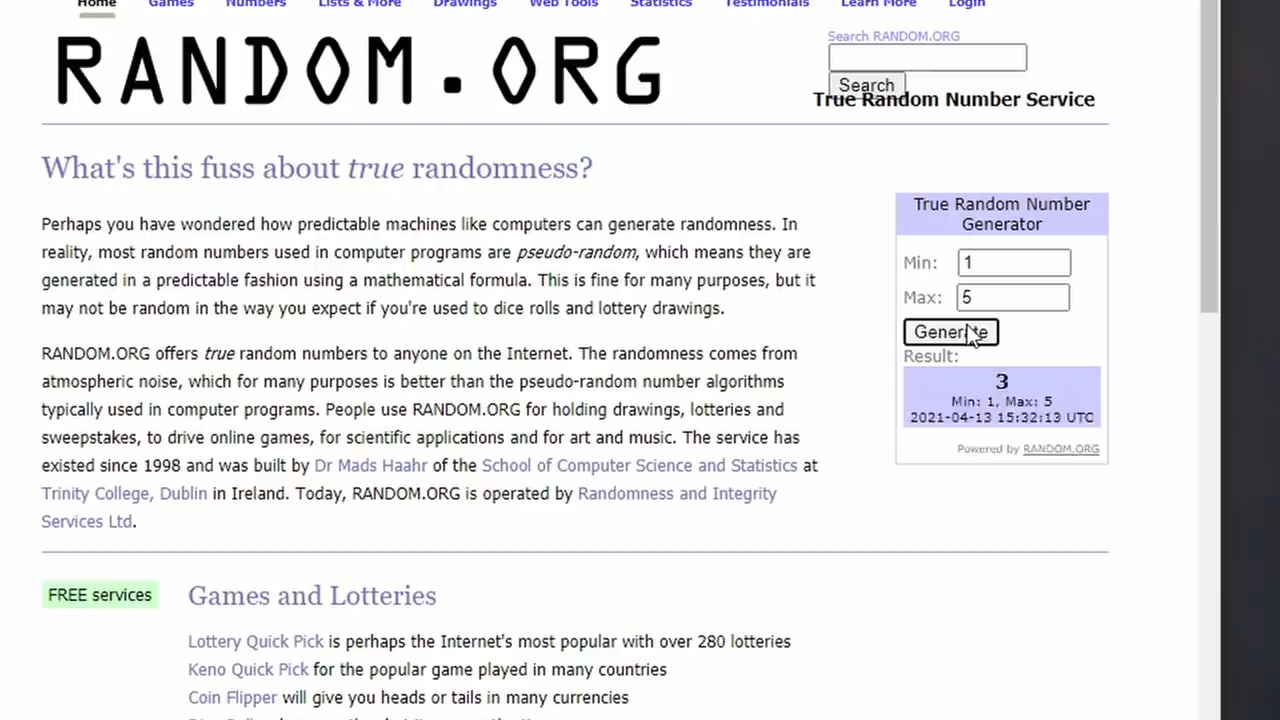 Home Games Numbers Lists & More Drawings Web Tools Statistics Testimonials Learn More Login
RANDOM.ORG
Search RANDOM.ORG
Search
True Random Number Service
What's this fuss about true randomness?
Perhaps you have wondered how predictable machines like computers can generate randomness. In
reality, most random numbers used in computer programs are pseudo-random, which means they are
generated in a predictable fashion using a mathematical formula. This is fine for many purposes, but it
may not be random in the way you expect if you're used to dice rolls and lottery drawings.
RANDOM.ORG offers true random numbers to anyone on the Internet. The randomness comes from
atmospheric noise, which for many purposes is better than the pseudo-random number algorithms
typically used in computer programs. People use RANDOM.ORG for holding drawings, lotteries and
sweepstakes, to drive online games, for scientific applications and for art and music. The service has
existed since 1998 and was built by Dr Mads Haahr of the School of Computer Science and Statistics at
Trinity College, Dublin in Ireland. Today, RANDOM.ORG is operated by Randomness and Integrity
Services Ltd.
True Random Number
Generator
Min: 1
Max: 5
Generate
Result:
3
Min: 1, Max: 5
2021-04-13 15:32:13 UTC
Powered by RANDOM.ORG
FREE services
Games and Lotteries
Lottery Quick Pick is perhaps the Internet's most popular with over 280 lotteries
Keno Quick Pick for the popular game played in many countries
Coin Flipper will give you heads or tails in many currencies